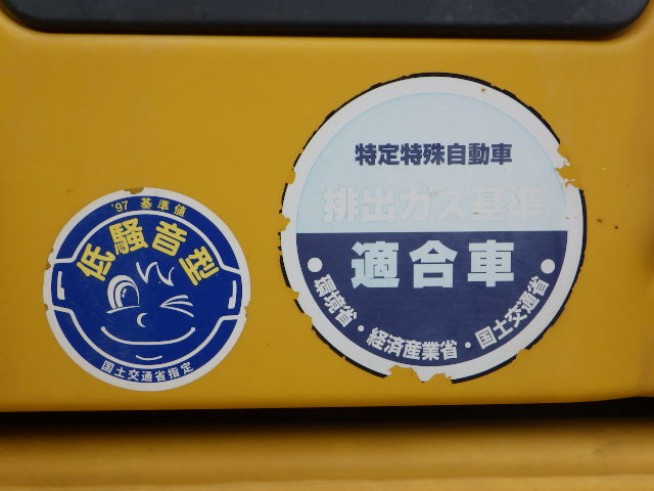 '97 基準値
低騒音型
国土交通省指定
特定特殊自動車
排出ガス基準
適合車
環境省・経済産業省・国土交通省